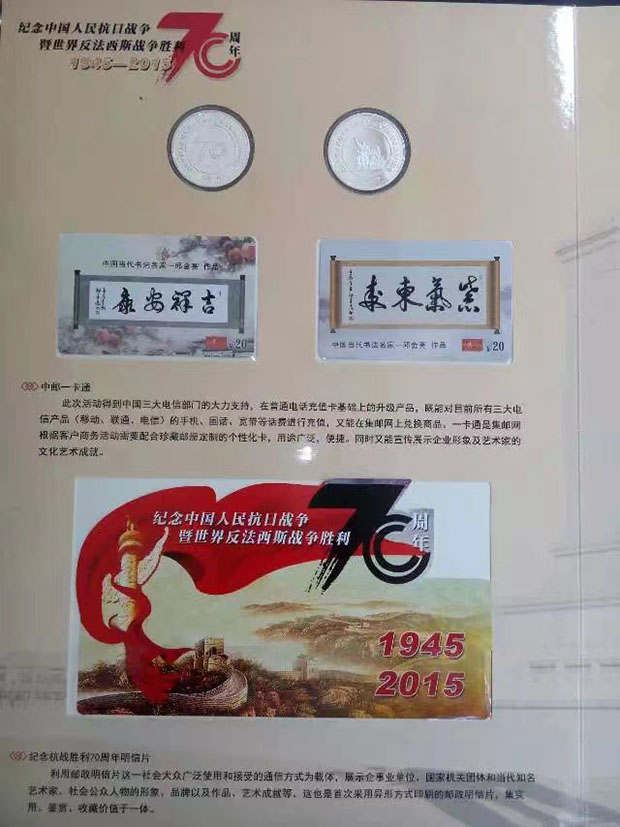 纪念中国人民抗日战争
暨世界反法西斯战争胜利
70周年
1945—2015
70
中国当代书法名家—邓金亮 作品
吉祥安康
¥20
紫氣東来
中国当代书法名家—邓金亮 作品
¥20
中邮一卡通
此次活动得到中国三大电信部门的大力支持，在普通电话充值卡基础上的升级产品，既能对目前所有三大电
信产品（移动、联通、电信）的手机、固话、宽带等话费进行充值，又能在集邮网上兑换商品，一卡通是集邮网
根据客户商务活动需要配合珍藏邮册定制的个性化卡，用途广泛，便捷。同时又能宣传展示企业形象及艺术家的
文化艺术成就。
纪念中国人民抗日战争
暨世界反法西斯战争胜利
70周年
1945
2015
纪念抗战胜利70周年明信片
利用邮政明信片这一社会大众广泛使用和接受的通信方式为载体，展示企事业单位、国家机关团体和当代知名
艺术家、社会公众人物的形象、品牌以及作品、艺术成就等，这也是首次采用异形方式印刷的邮政明信片，集实
用、鉴赏、收藏价值于一体。